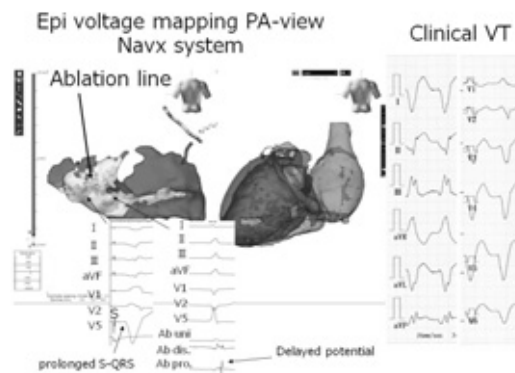 Epi voltage mapping PA-view
Navx system
Clinical VT
Ablation line
I
II
III
aVF
V1
V2
V5
S
prolonged S-QRS
I
II
III
aVF
V1
V2
V5
Ab uni
Ab dis.
Ab pro.
Delayed potential
I
II
III
aVR
aVL
aVF
V1
V2
V3
V6